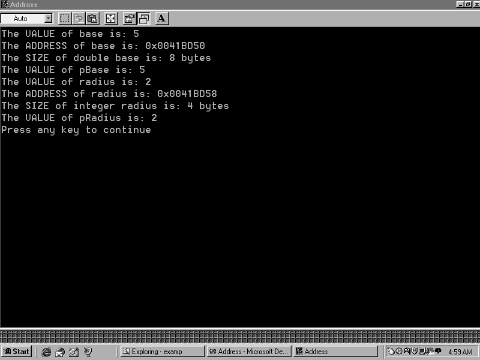 Address
Auto
A
The VALUE of base is: 5
The ADDRESS of base is: 0x0041BD50
The SIZE of double base is: 8 bytes
The VALUE of pBase is: 5
The VALUE of radius is: 2
The ADDRESS of radius is: 0x0041BD58
The SIZE of integer radius is: 4 bytes
The VALUE of pRadius is: 2
Press any key to continue
Start
Exploring - examp
Address - Microsoft De...
Address
4:59 AM